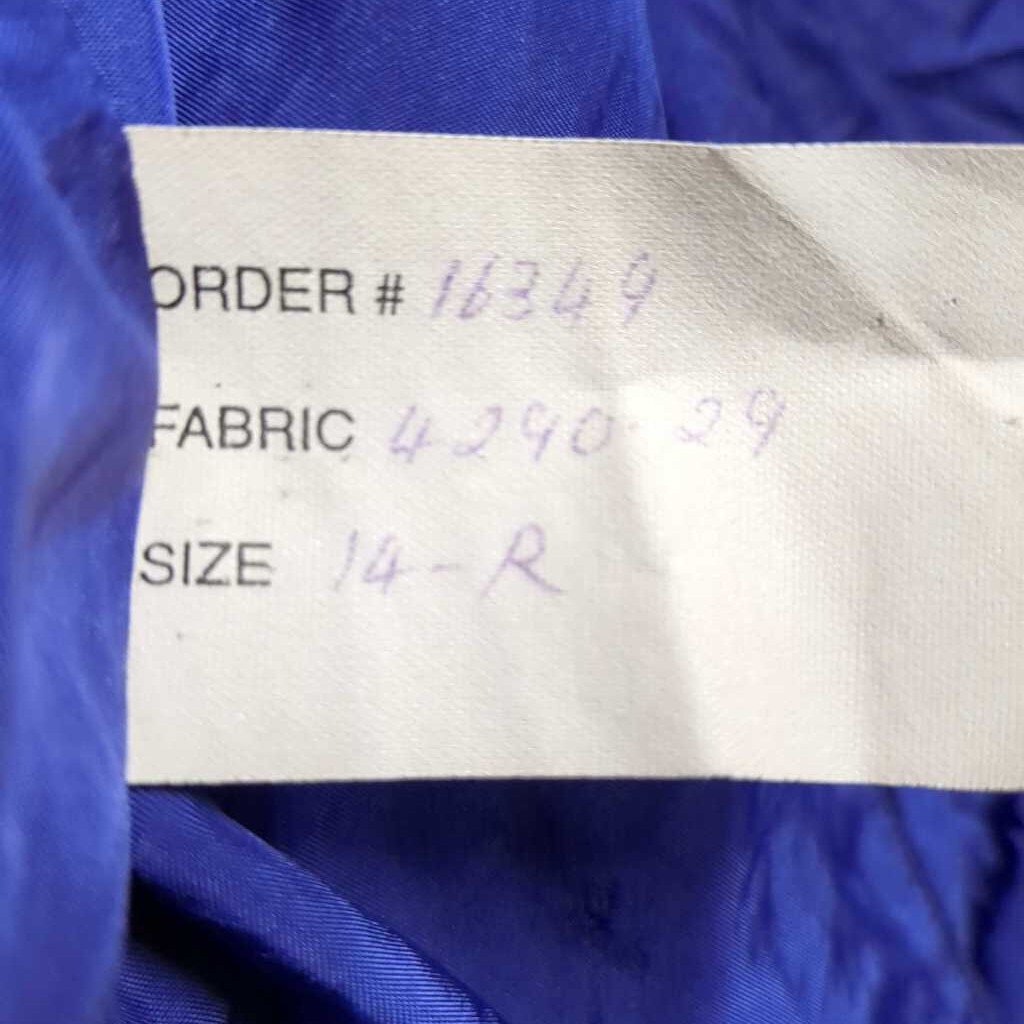 ORDER # 16349
FABRIC 4290 29
SIZE 14-R